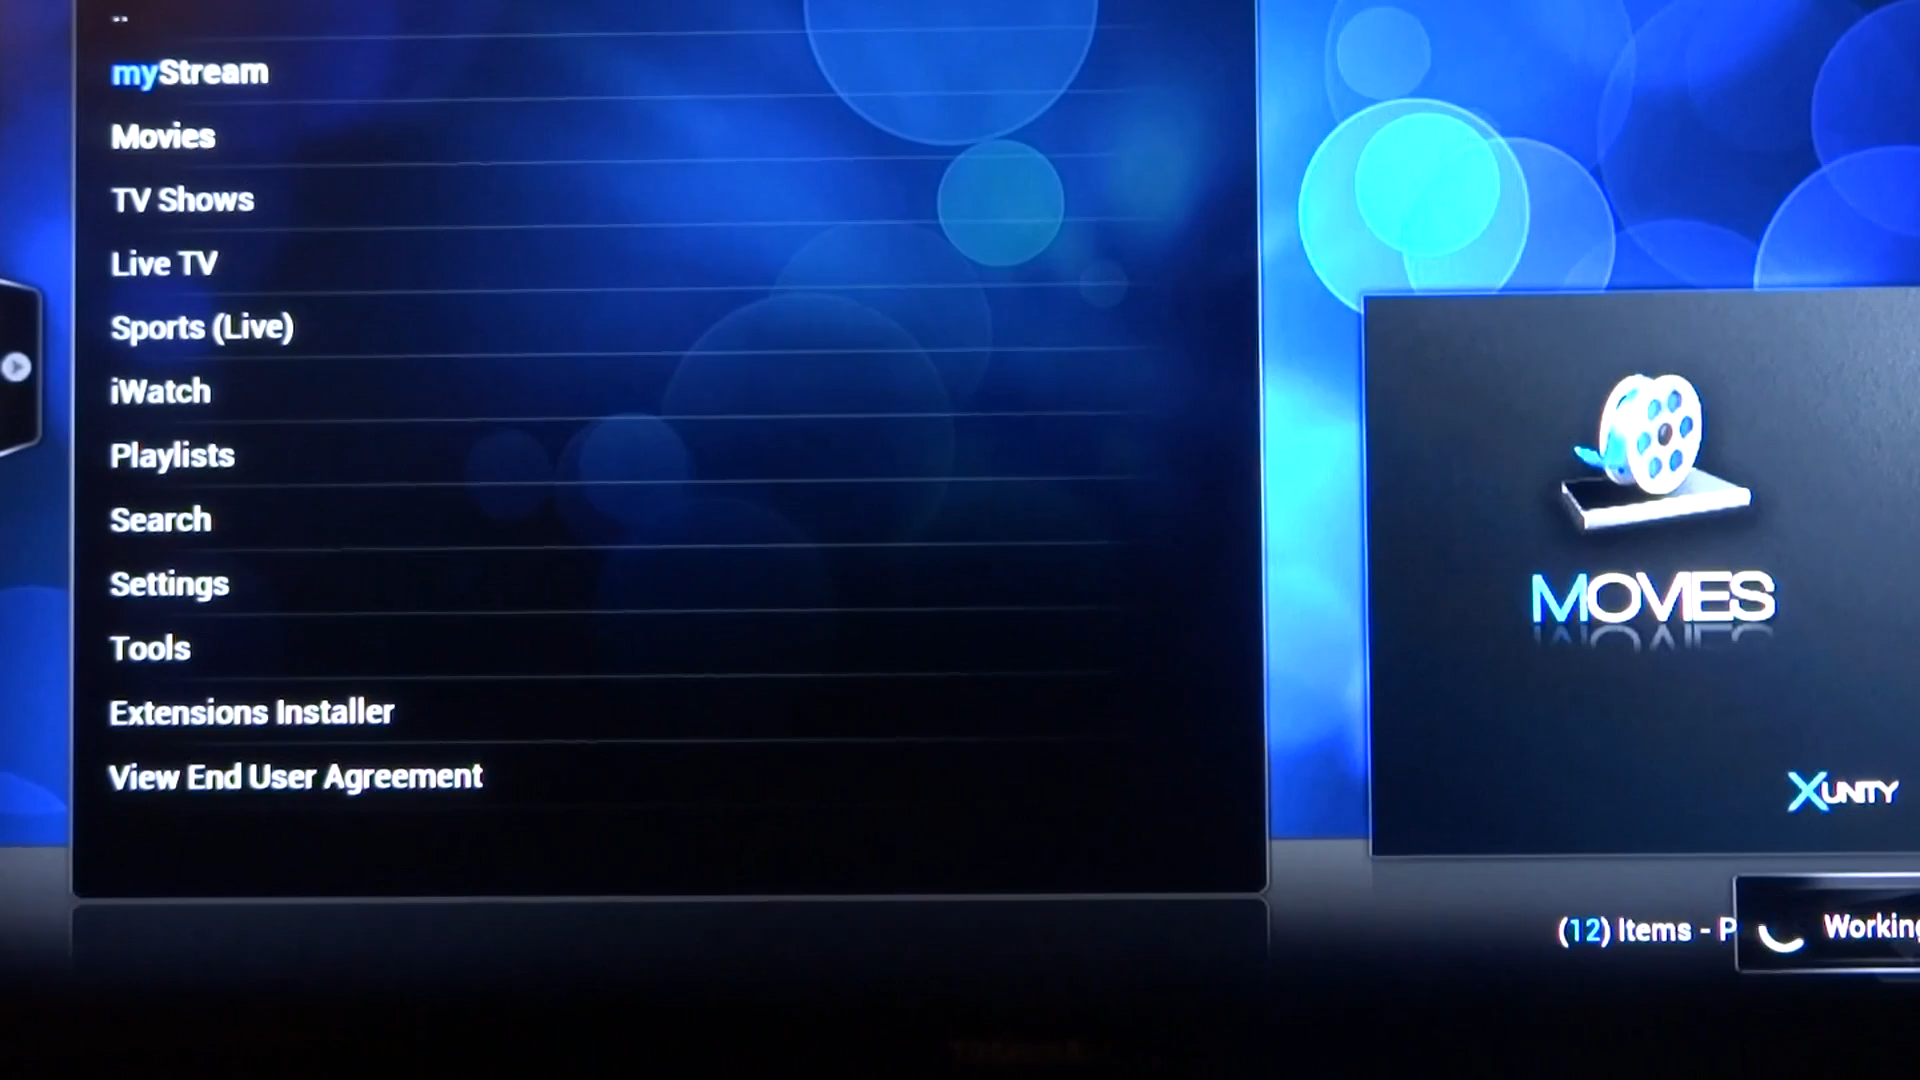 ..
myStream
Movies
TV Shows
Live TV
Sports (Live)
iWatch
Playlists
Search
Settings
Tools
Extensions Installer
View End User Agreement
MOVIES
XUNITY
(12) Items - P
Working